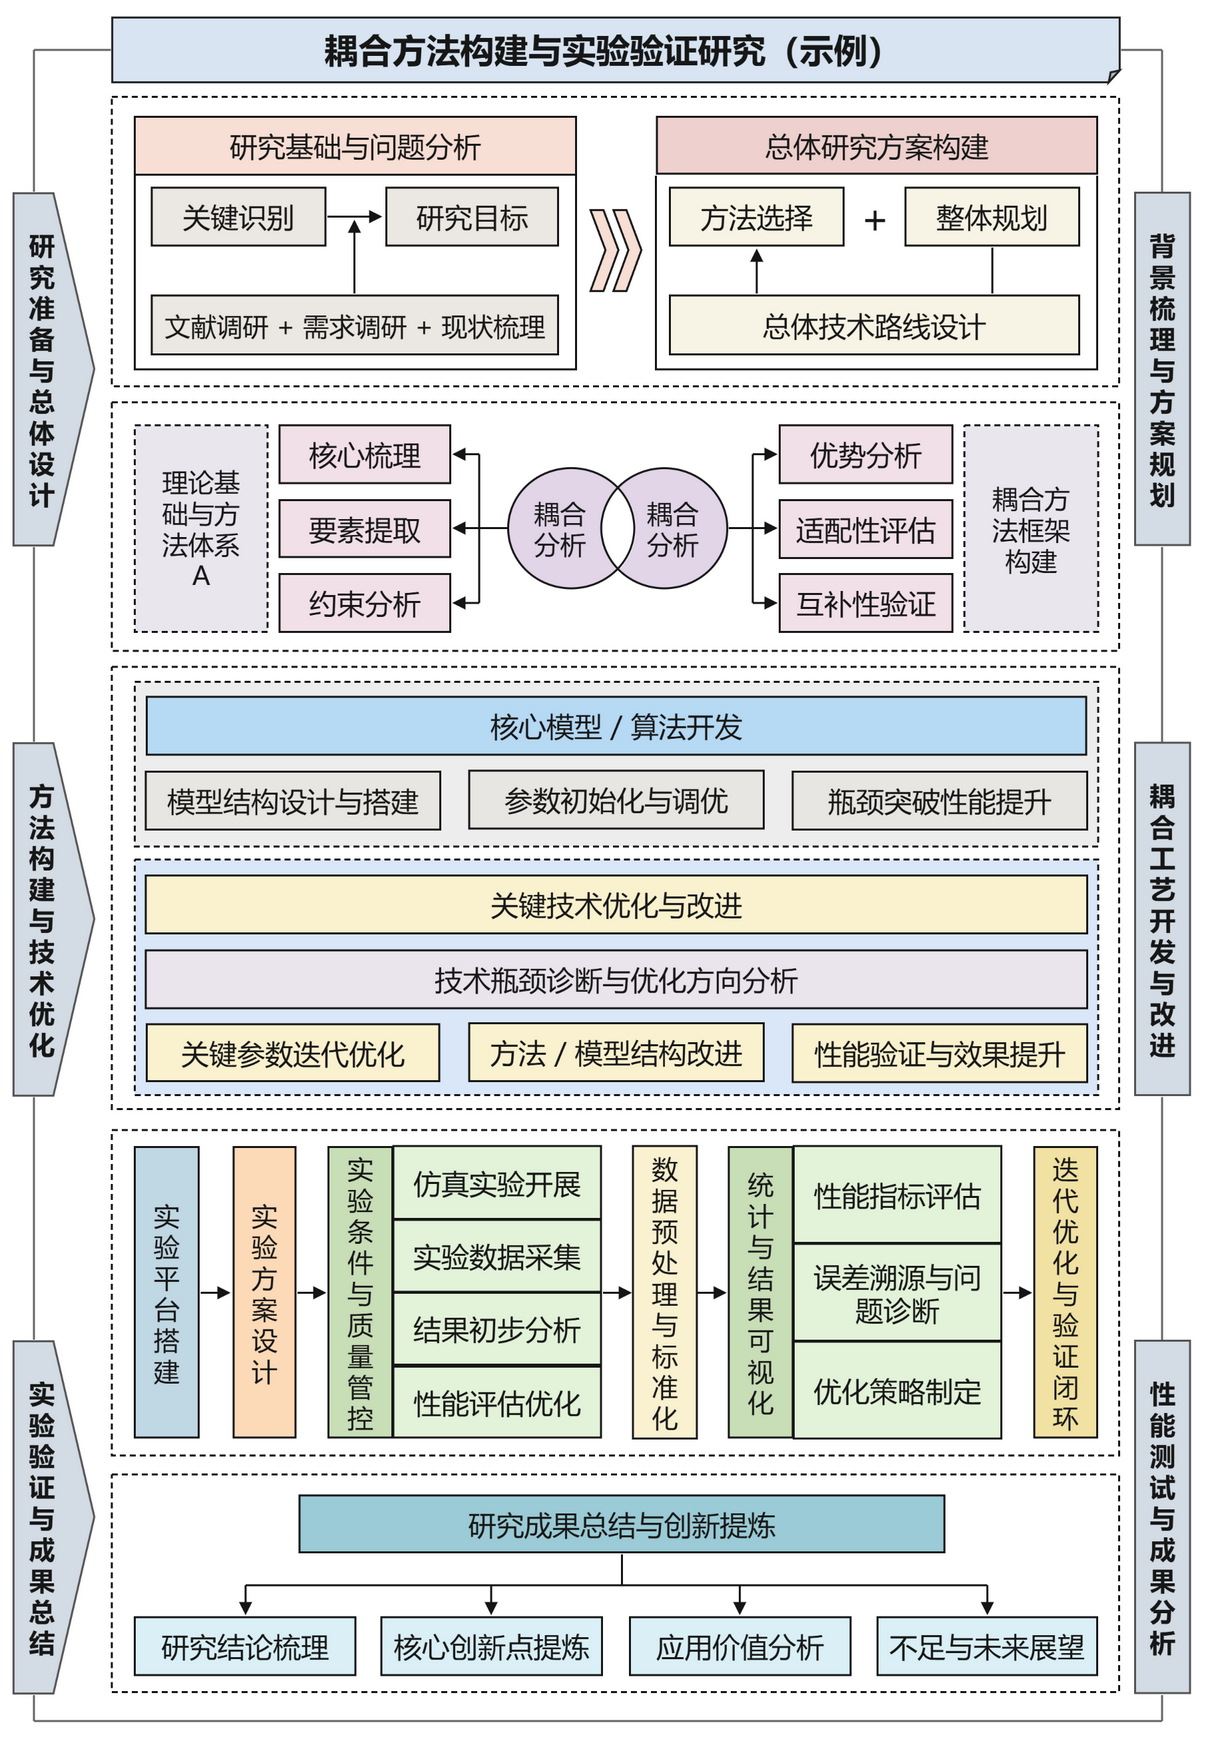 耦合方法构建与实验验证研究（示例）
研究准备与总体设计
方法构建与技术优化
实验验证与成果总结
研究基础与问题分析
关键识别
研究目标
文献调研 + 需求调研 + 现状梳理
总体研究方案构建
方法选择
+
整体规划
总体技术路线设计
理论基
础与方
法体系
A
核心梳理
要素提取
约束分析
耦合
分析
耦合
分析
优势分析
适配性评估
互补性验证
耦合方
法框架
构建
核心模型 / 算法开发
模型结构设计与搭建
参数初始化与调优
瓶颈突破性能提升
关键技术优化与改进
技术瓶颈诊断与优化方向分析
关键参数迭代优化
方法 / 模型结构改进
性能验证与效果提升
实验平台搭建
实验方案设计
实验条件与质量管控
仿真实验开展
实验数据采集
结果初步分析
性能评估优化
数据预处理与标准化
统计与结果可视化
性能指标评估
误差溯源与问
题诊断
优化策略制定
迭代优化与验证闭环
研究成果总结与创新提炼
研究结论梳理
核心创新点提炼
应用价值分析
不足与未来展望
背景梳理与方案规划
耦合工艺开发与改进
性能测试与成果分析